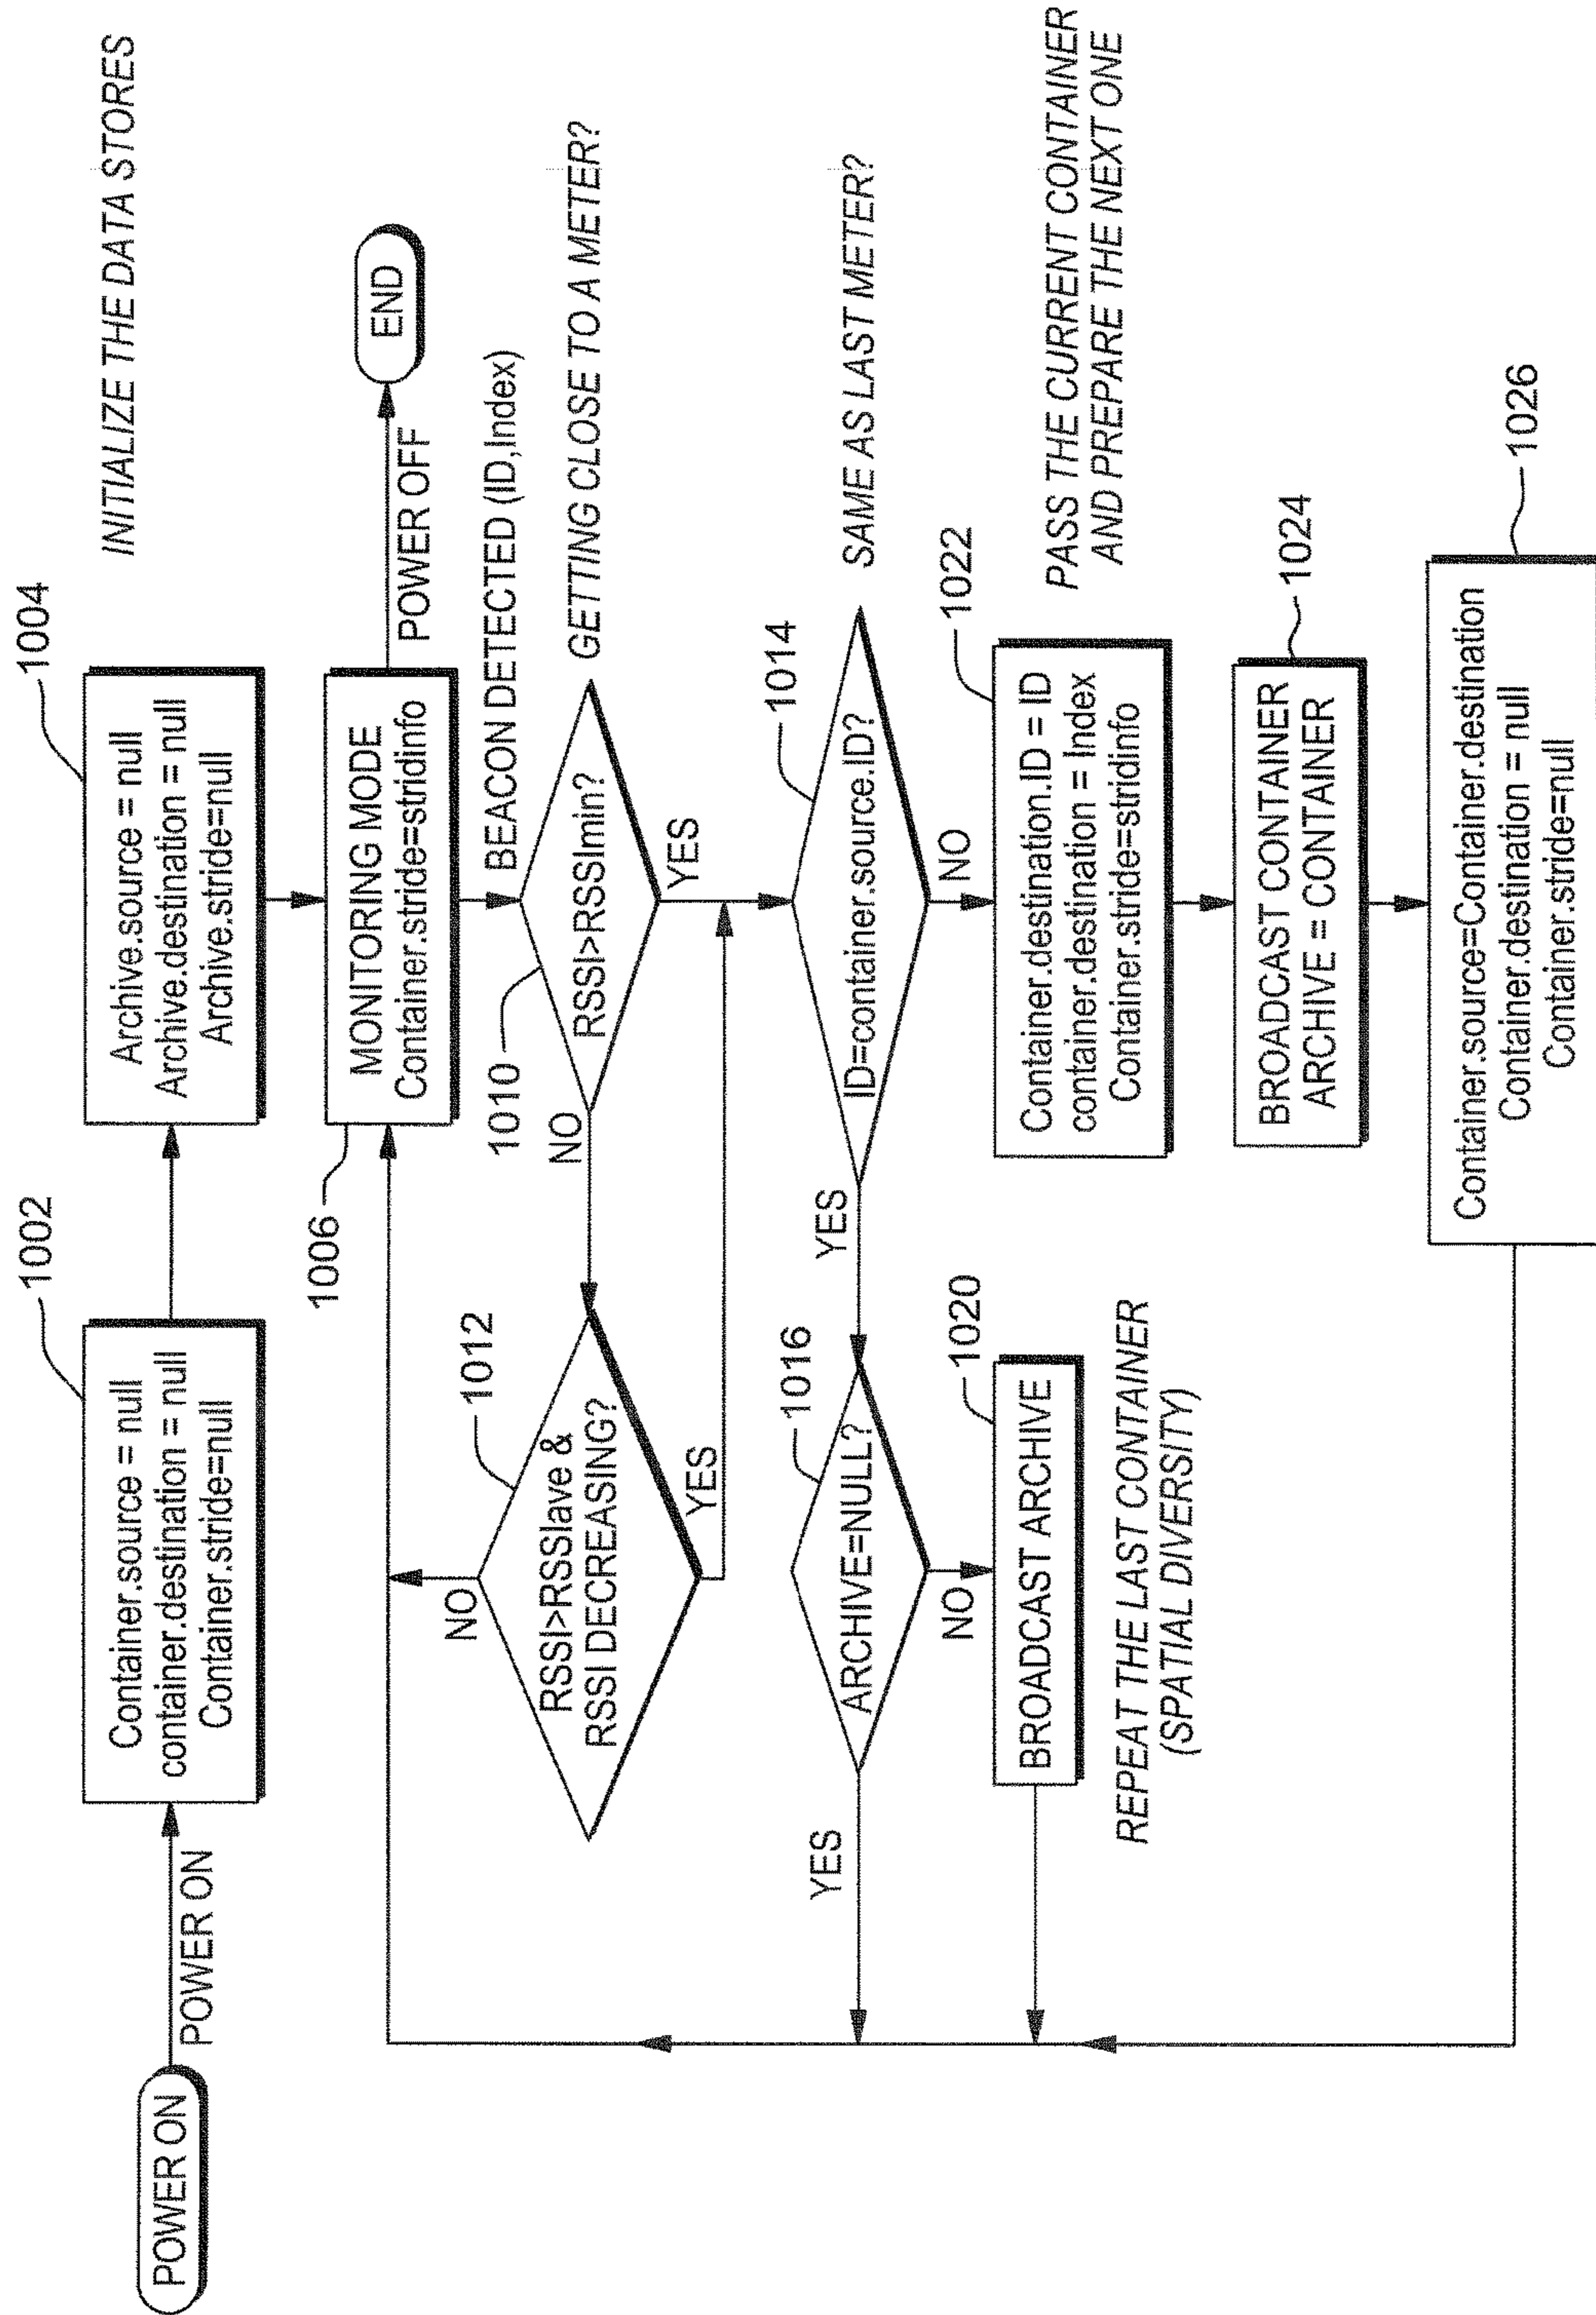 POWER ON
POWER ON
1002
Container.source = null
container.destination = null
Container.stride=null
1004
Archive.source = null
Archive.destination = null
Archive.stride=null
INITIALIZE THE DATA STORES
1006
MONITORING MODE
Container.stride=stridinfo
POWER OFF
END
BEACON DETECTED (ID,Index)
1010
RSSI>RSSImin?
GETTING CLOSE TO A METER?
NO
YES
1012
RSSI>RSSIave &
RSSI DECREASING?
NO
YES
1014
ID=container.source.ID?
SAME AS LAST METER?
YES
NO
1016
ARCHIVE=NULL?
YES
NO
1020
BROADCAST ARCHIVE
REPEAT THE LAST CONTAINER
(SPATIAL DIVERSITY)
1022
Container.destination.ID = ID
container.destination = Index
Container.stride=stridinfo
PASS THE CURRENT CONTAINER
AND PREPARE THE NEXT ONE
1024
BROADCAST CONTAINER
ARCHIVE = CONTAINER
1026
Container.source=Container.destination
Container.destination = null
Container.stride=null